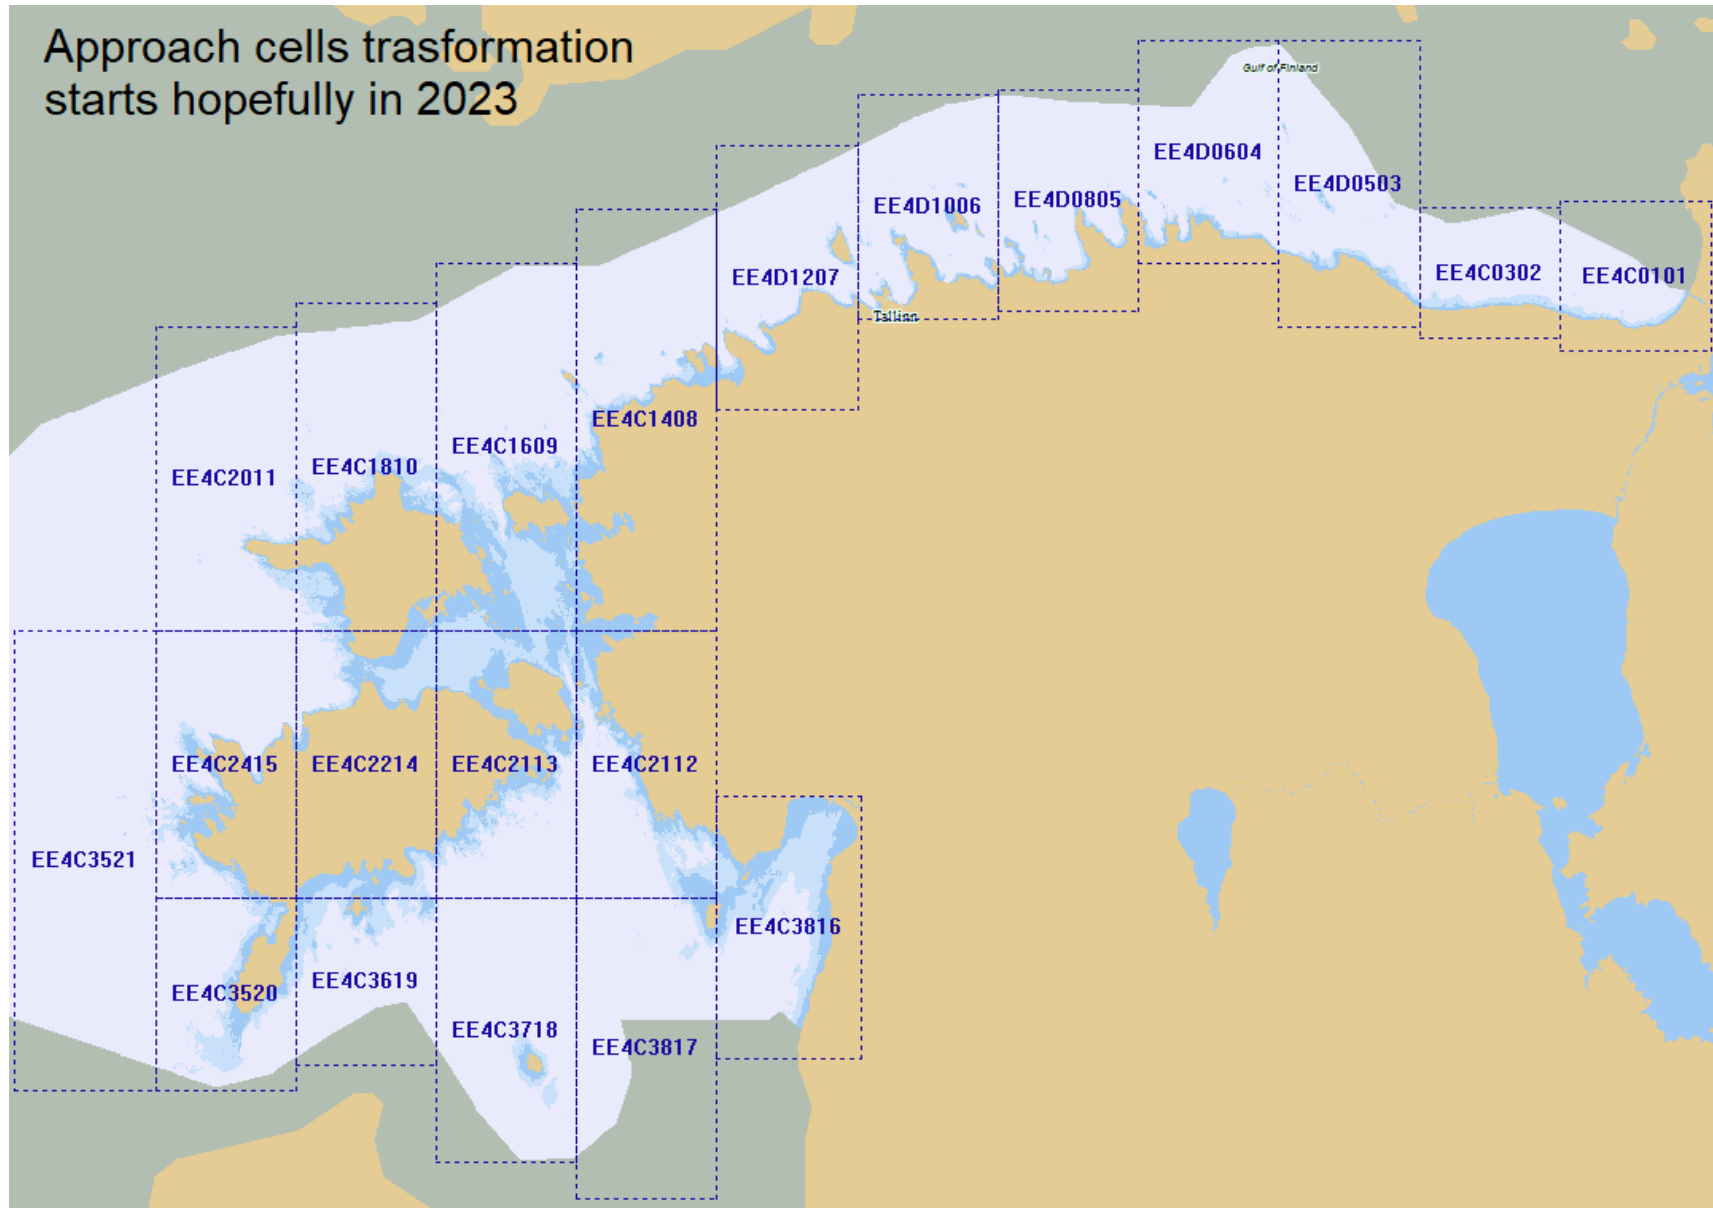 Approach cells trasformation
starts hopefully in 2023
Gulf of Finland
EE4D0604
EE4D0503
EE4D0805
EE4D1006
EE4C0302
EE4C0101
EE4D1207
Tallinn
EE4C1408
EE4C1609
EE4C1810
EE4C2011
EE4C2415
EE4C2214
EE4C2113
EE4C2112
EE4C3521
EE4C3816
EE4C3520
EE4C3619
EE4C3718
EE4C3817